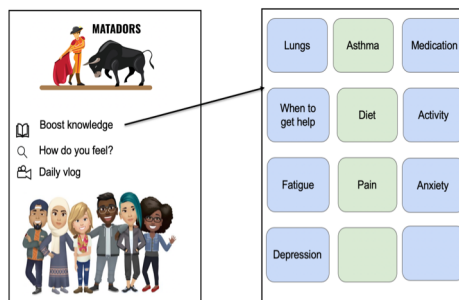 MATADORS
Boost knowledge
How do you feel?
Daily vlog
Lungs
Asthma
Medication
When to
get help
Diet
Activity
Fatigue
Pain
Anxiety
Depression